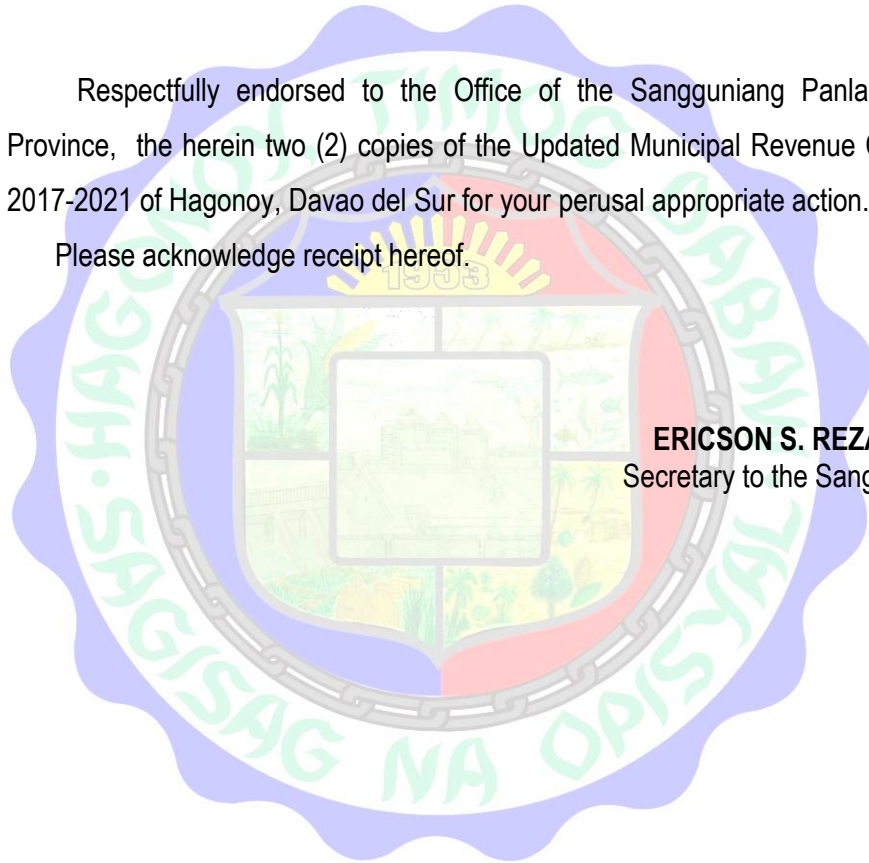 Respectfully endorsed to the Office of the Sangguniang Panla
Province, the herein two (2) copies of the Updated Municipal Revenue
2017-2021 of Hagonoy, Davao del Sur for your perusal appropriate action.
Please acknowledge receipt hereof.
1953
ERICSON S. REZA
Secretary to the Sang
HAGONOY TIMOG DABAW
SAGISAG NA OPISYAL